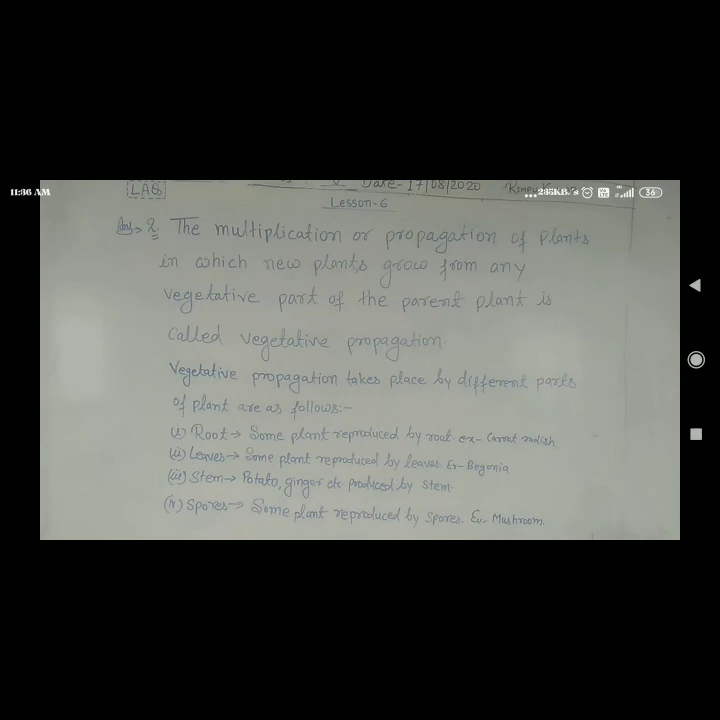 11:36 AM
Date- 17/08/2020
...285KB/s 36
LAQ
Lesson-6
Ans→ 2. The multiplication or propagation of plants
in which new plants grow from any
vegetative part of the parent plant is
called vegetative propagation.
Vegetative propagation takes place by different parts
of plant are as follows:-
(i) Root→ Some plant reproduced by root. ex- Carrot radish.
(ii) Leaves→ Some plant reproduced by leaves. Ex- Begonia
(iii) Stem→ Potato, ginger etc. produced by stem.
(iv) Spores→ Some plant reproduced by spores. Ex. Mushroom.